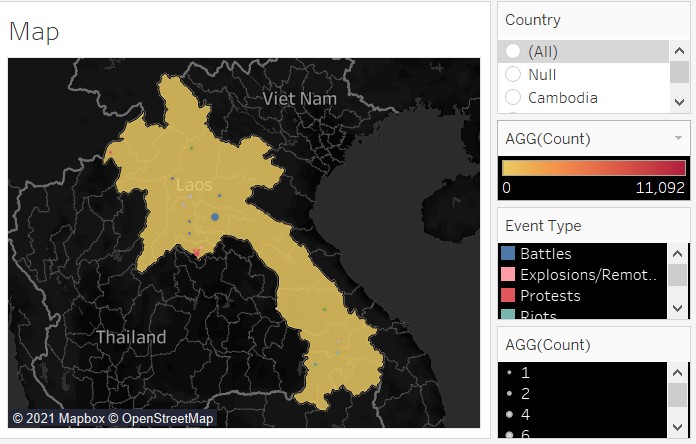 Map
Viet Nam
Laos
Thailand
© 2021 Mapbox © OpenStreetMap
Country
(All)
Null
Cambodia
AGG(Count)
0 11,092
Event Type
Battles
Explosions/Remot..
Protests
Riots
AGG(Count)
1
2
4
6